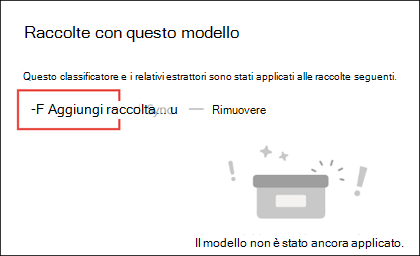 Raccolte con questo modello
Questo classificatore e i relativi estrattori sono stati applicati alle raccolte seguenti.
-F Aggiungi raccolta u — Rimuovere
Il modello non è stato ancora applicato.